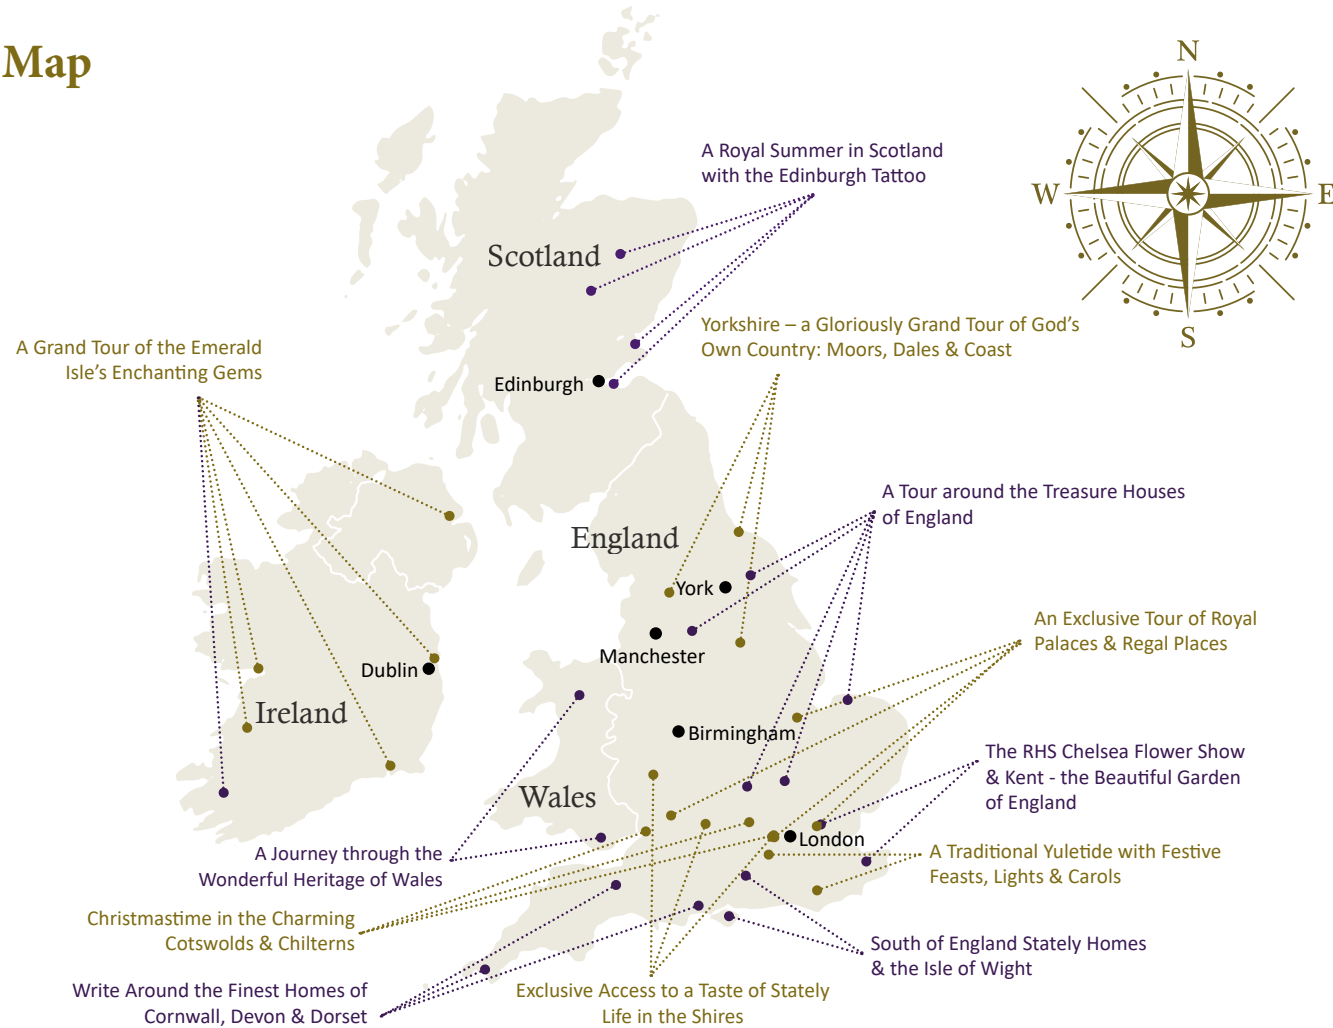 Map
N
W
E
S
A Royal Summer in Scotland
with the Edinburgh Tattoo
Scotland
Yorkshire – a Gloriously Grand Tour of God's
Own Country: Moors, Dales & Coast
A Grand Tour of the Emerald
Isle's Enchanting Gems
Edinburgh
A Tour around the Treasure Houses
of England
England
York
An Exclusive Tour of Royal
Palaces & Regal Places
Manchester
Dublin
Ireland
Birmingham
The RHS Chelsea Flower Show
& Kent - the Beautiful Garden
of England
Wales
London
A Journey through the
Wonderful Heritage of Wales
A Traditional Yuletide with Festive
Feasts, Lights & Carols
Christmastime in the Charming
Cotswolds & Chilterns
South of England Stately Homes
& the Isle of Wight
Write Around the Finest Homes of
Cornwall, Devon & Dorset
Exclusive Access to a Taste of Stately
Life in the Shires